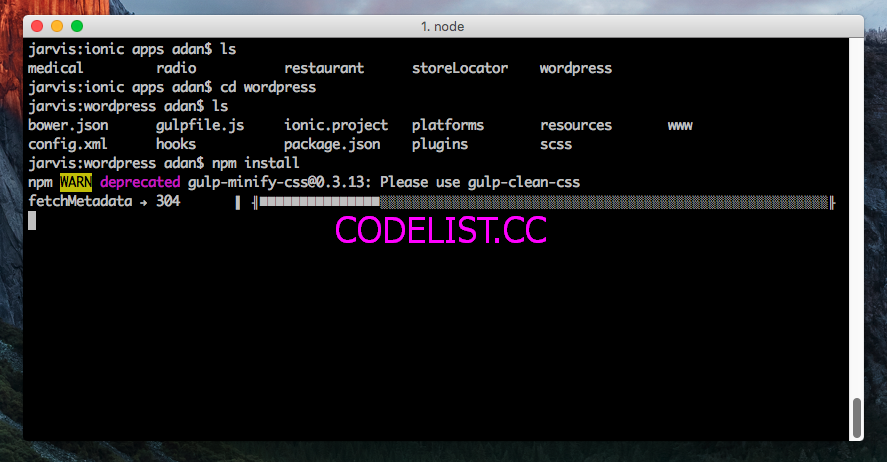 1. node
jarvis:ionic apps adan$ ls
medical radio restaurant storeLocator wordpress
jarvis:ionic apps adan$ cd wordpress
jarvis:wordpress adan$ ls
bower.json gulpfile.js ionic.project platforms resources www
config.xml hooks package.json plugins scss
jarvis:wordpress adan$ npm install
npm WARN deprecated gulp-minify-css@0.3.13: Please use gulp-clean-css
fetchMetadata → 304
CODELIST.CC